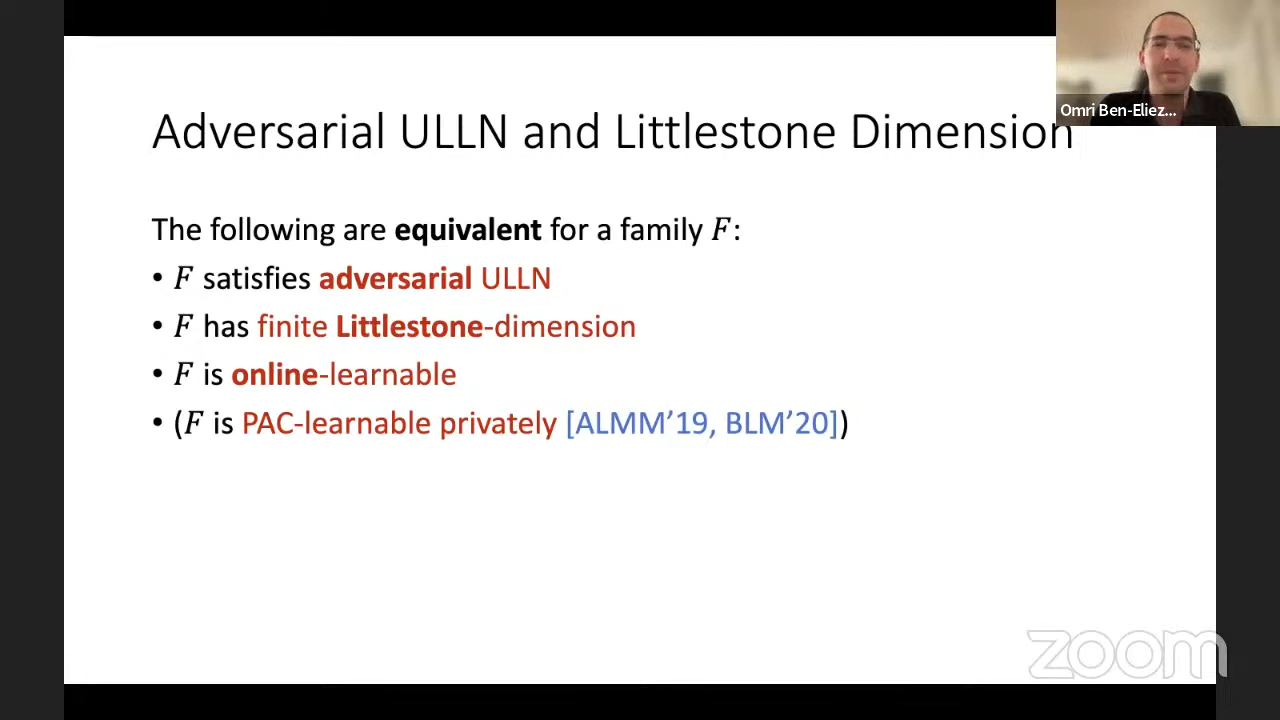 Omri Ben-Eliez...
Adversarial ULLN and Littlestone Dimension
The following are equivalent for a family F:
• F satisfies adversarial ULLN
• F has finite Littlestone-dimension
• F is online-learnable
• (F is PAC-learnable privately [ALMM’19, BLM’20])
zoom